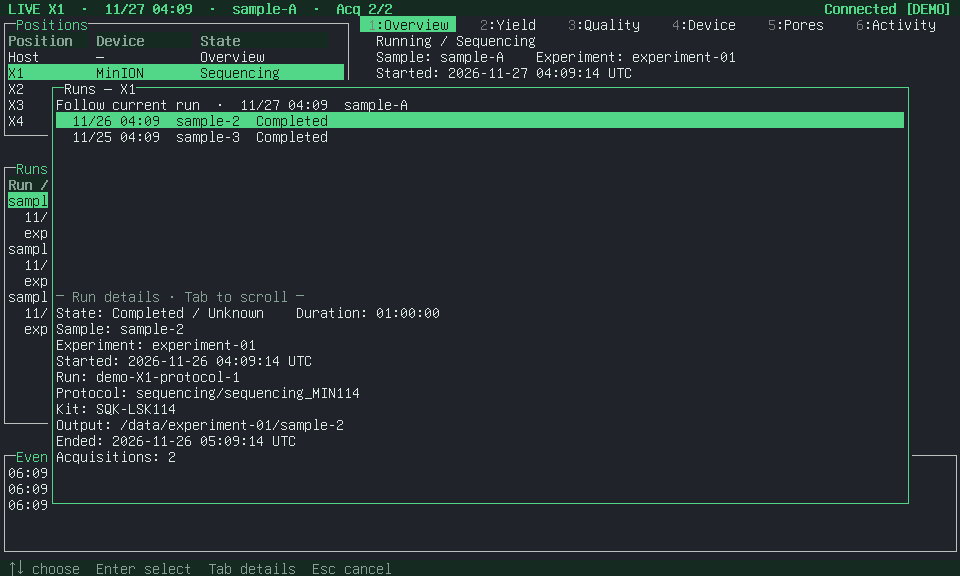 LIVE X1 · 11/27 04:09 · sample-A · Acq 2/2 Connected [DEMO]
Positions 1:Overview 2:Yield 3:Quality 4:Device 5:Pores 6:Activity
Position Device State Running / Sequencing
Host — Overview Sample: sample-A Experiment: experiment-01
X1 MinION Sequencing Started: 2026-11-27 04:09:14 UTC
X2 Runs — X1
X3 Follow current run · 11/27 04:09 sample-A
X4 11/26 04:09 sample-2 Completed
11/25 04:09 sample-3 Completed
Runs
Run /
sampl
11/
exp
sampl
11/
exp
sampl Run details · Tab to scroll
11/ State: Completed / Unknown Duration: 01:00:00
exp Sample: sample-2
Experiment: experiment-01
Started: 2026-11-26 04:09:14 UTC
Run: demo-X1-protocol-1
Protocol: sequencing/sequencing_MIN114
Kit: SQK-LSK114
Output: /data/experiment-01/sample-2
Ended: 2026-11-26 05:09:14 UTC
Even Acquisitions: 2
06:09
06:09
06:09
↑↓ choose Enter select Tab details Esc cancel